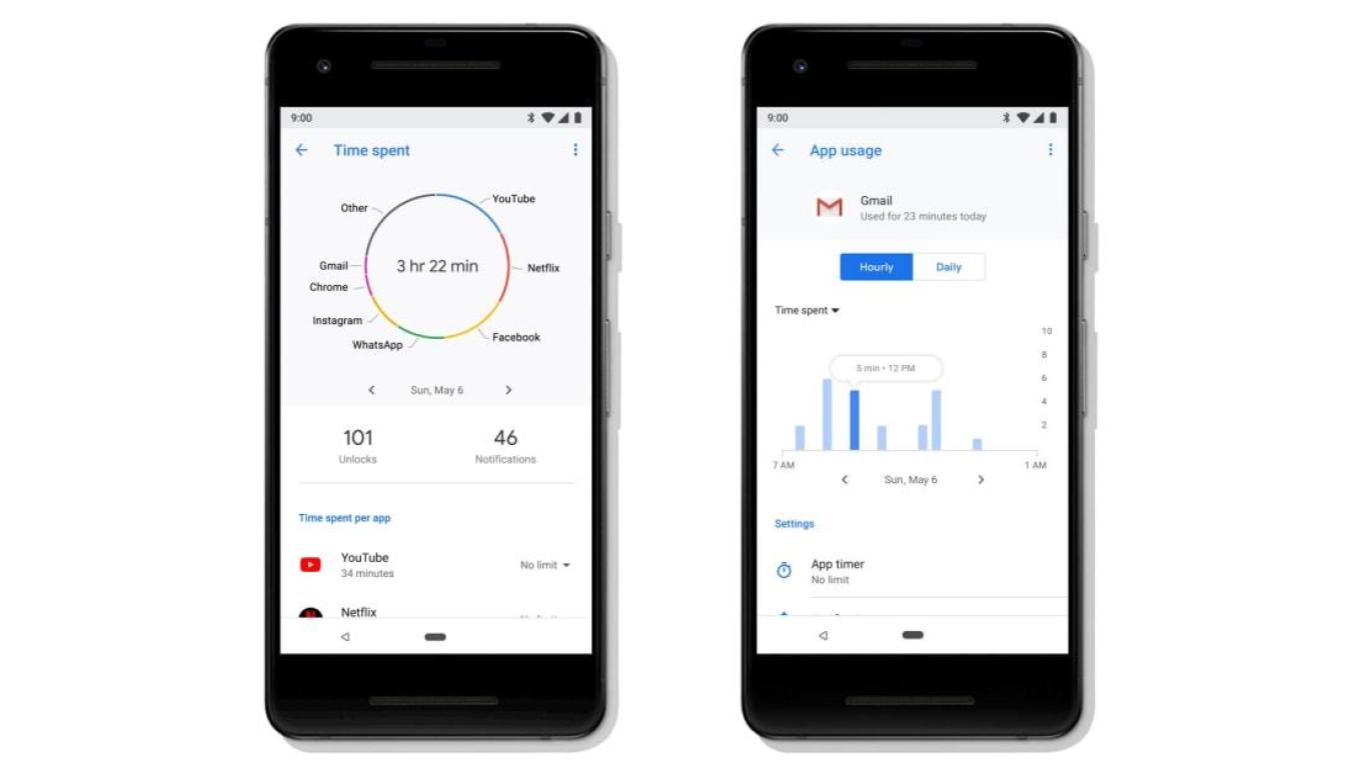 9:00
Time spent
Other
YouTube
Gmail
3 hr 22 min
Netflix
Chrome
Instagram
WhatsApp
Facebook
Sun, May 6
101
46
Unlocks
Notifications
Time spent per app
YouTube
34 minutes
No limit
Netflix
9:00
App usage
Gmail
Used for 23 minutes today
Hourly
Daily
Time spent
10
8
5 min • 12 PM
6
4
2
7 AM
1 AM
Sun, May 6
Settings
App timer
No limit